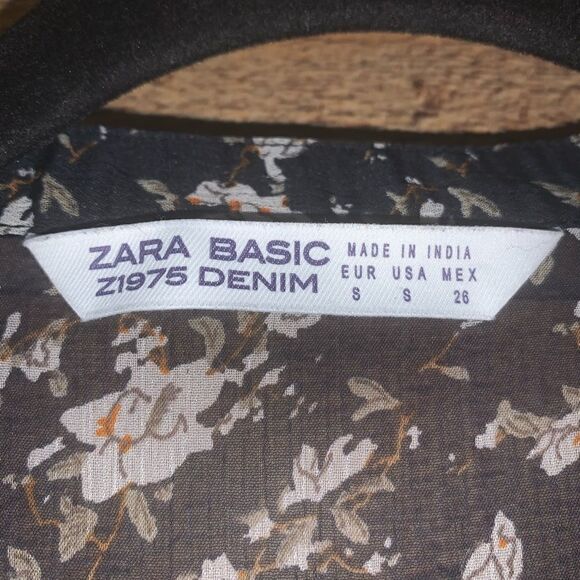 ZARA BASIC
Z1975 DENIM
MADE IN INDIA
EUR USA MEX
S S 26